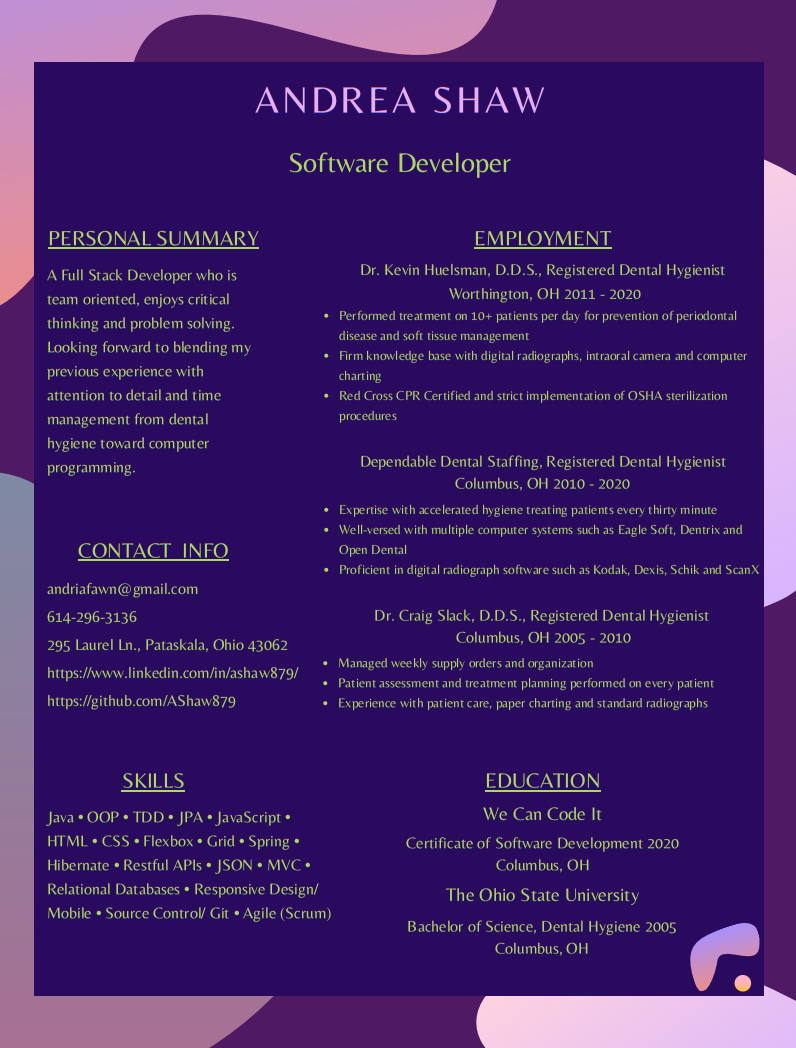 ANDREA SHAW
Software Developer
PERSONAL SUMMARY
A Full Stack Developer who is
team oriented, enjoys critical
thinking and problem solving.
Looking forward to blending my
previous experience with
attention to detail and time
management from dental
hygiene toward computer
programming.
CONTACT INFO
andriafawn@gmail.com
614-296-3136
295 Laurel Ln., Pataskala, Ohio 43062
https://www.linkedin.com/in/ashaw879/
https://github.com/AShaw879
SKILLS
Java • OOP • TDD • JPA • JavaScript •
HTML • CSS • Flexbox • Grid • Spring •
Hibernate • Restful APIs • JSON • MVC •
Relational Databases • Responsive Design/
Mobile • Source Control/ Git • Agile (Scrum)
EMPLOYMENT
Dr. Kevin Huelsman, D.D.S., Registered Dental Hygienist
Worthington, OH 2011 - 2020
• Performed treatment on 10+ patients per day for prevention of periodontal
disease and soft tissue management
• Firm knowledge base with digital radiographs, intraoral camera and computer
charting
• Red Cross CPR Certified and strict implementation of OSHA sterilization
procedures
Dependable Dental Staffing, Registered Dental Hygienist
Columbus, OH 2010 - 2020
• Expertise with accelerated hygiene treating patients every thirty minute
• Well-versed with multiple computer systems such as Eagle Soft, Dentrix and
Open Dental
• Proficient in digital radiograph software such as Kodak, Dexis, Schik and ScanX
Dr. Craig Slack, D.D.S., Registered Dental Hygienist
Columbus, OH 2005 - 2010
• Managed weekly supply orders and organization
• Patient assessment and treatment planning performed on every patient
• Experience with patient care, paper charting and standard radiographs
EDUCATION
We Can Code It
Certificate of Software Development 2020
Columbus, OH
The Ohio State University
Bachelor of Science, Dental Hygiene 2005
Columbus, OH